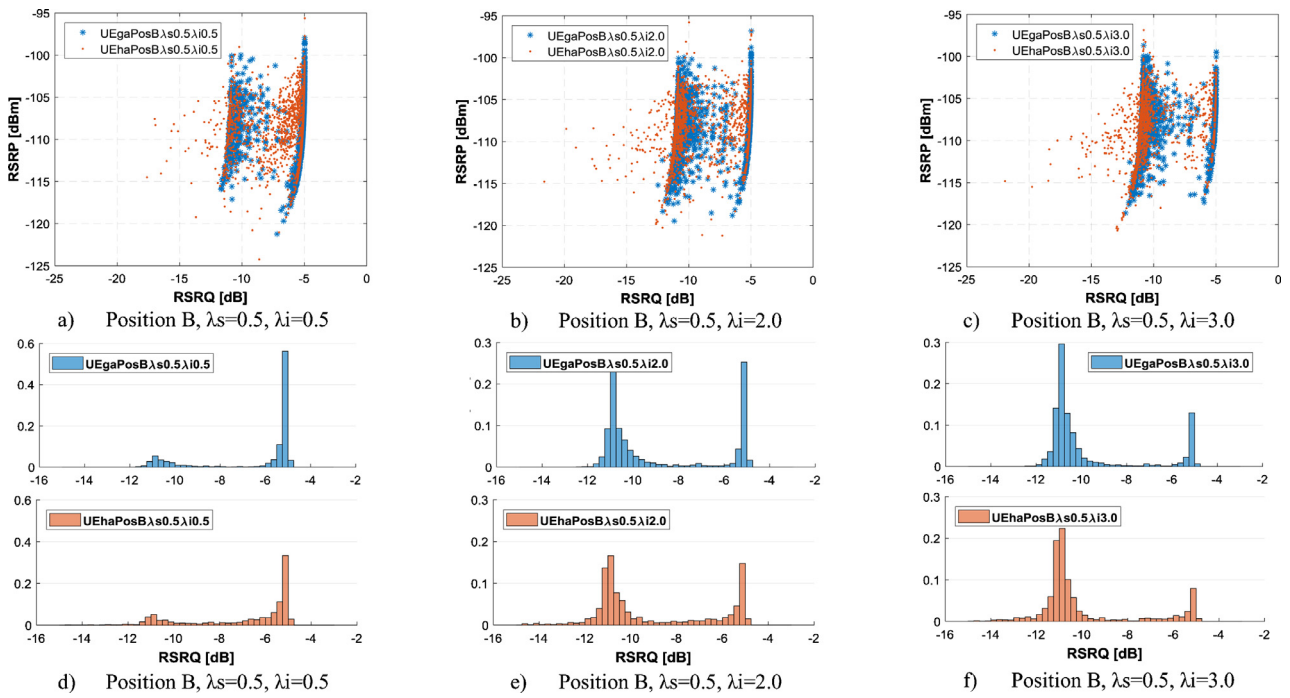 -95
-100
-105
-110
-115
-120
-125
RSRP [dBm]
UEgaPosBλs0.5λi0.5
UEhaPosBλs0.5λi0.5
-25 -20 -15 -10 -5 0
RSRQ [dB]
a) Position B, λs=0.5, λi=0.5
-95
-100
-105
-110
-115
-120
-125
RSRP [dBm]
UEgaPosBλs0.5λi2.0
UEhaPosBλs0.5λi2.0
-25 -20 -15 -10 -5 0
RSRQ [dB]
b) Position B, λs=0.5, λi=2.0
-95
-100
-105
-110
-115
-120
-125
RSRP [dBm]
UEgaPosBλs0.5λi3.0
UEhaPosBλs0.5λi3.0
-25 -20 -15 -10 -5 0
RSRQ [dB]
c) Position B, λs=0.5, λi=3.0
0.6
0.4
0.2
0
UEgaPosBλs0.5λi0.5
-16 -14 -12 -10 -8 -6 -4 -2
0.6
0.4
0.2
0
UEhaPosBλs0.5λi0.5
-16 -14 -12 -10 -8 -6 -4 -2
RSRQ [dB]
d) Position B, λs=0.5, λi=0.5
0.3
0.2
0.1
0
UEgaPosBλs0.5λi2.0
-16 -14 -12 -10 -8 -6 -4 -2
0.3
0.2
0.1
0
UEhaPosBλs0.5λi2.0
-16 -14 -12 -10 -8 -6 -4 -2
RSRQ [dB]
e) Position B, λs=0.5, λi=2.0
0.3
0.2
0.1
0
UEgaPosBλs0.5λi3.0
-16 -14 -12 -10 -8 -6 -4 -2
0.3
0.2
0.1
0
UEhaPosBλs0.5λi3.0
-16 -14 -12 -10 -8 -6 -4 -2
RSRQ [dB]
f) Position B, λs=0.5, λi=3.0